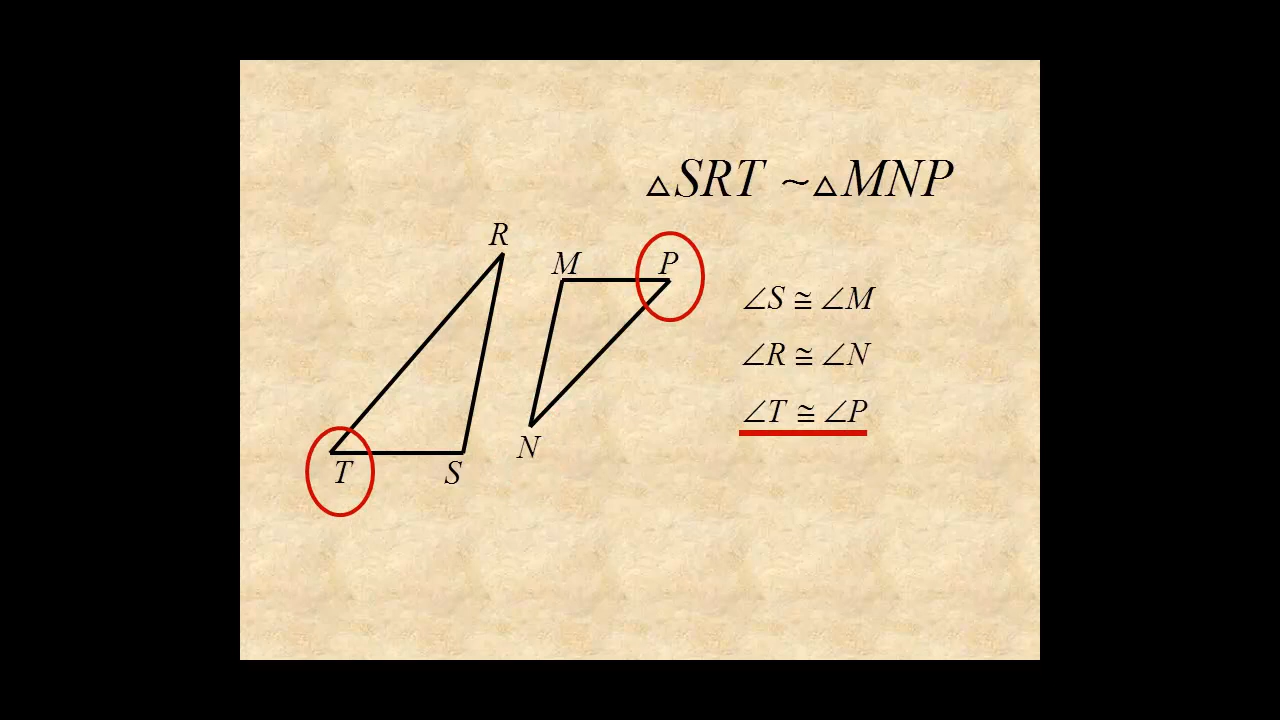 △SRT ~△MNP
R
M
P
∠S ≅ ∠M
∠R ≅ ∠N
∠T ≅ ∠P
N
T
S